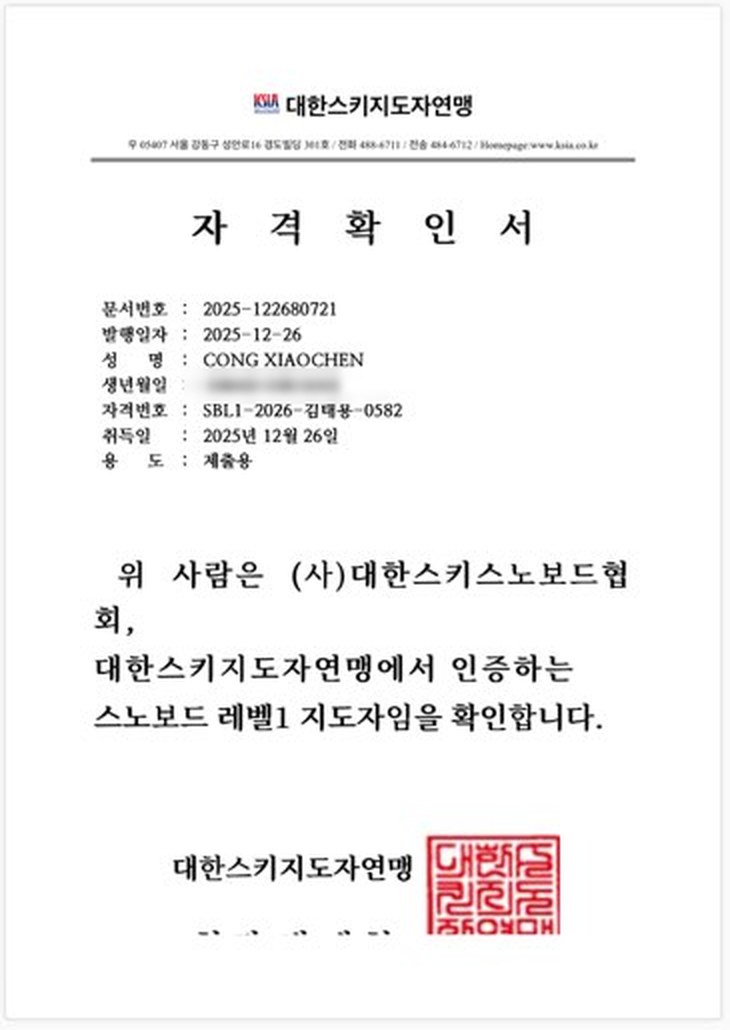 KSIA 대한스키지도자연맹
우 05407 서울 강동구 성안로16 경도빌딩 301호 / 전화 488-6711 / 전송 484-6712 / Homepage:www.ksia.co.kr
자 격 확 인 서
문서번호 : 2025-122680721
발행일자 : 2025-12-26
성 명 : CONG XIAOCHEN
생년월일 :
자격번호 : SBL1-2026-김태용-0582
취득일 : 2025년 12월 26일
용 도 : 제출용
위 사람은 (사)대한스키스노보드협
회,
대한스키지도자연맹에서 인증하는
스노보드 레벨1 지도자임을 확인합니다.
대한스키지도자연맹